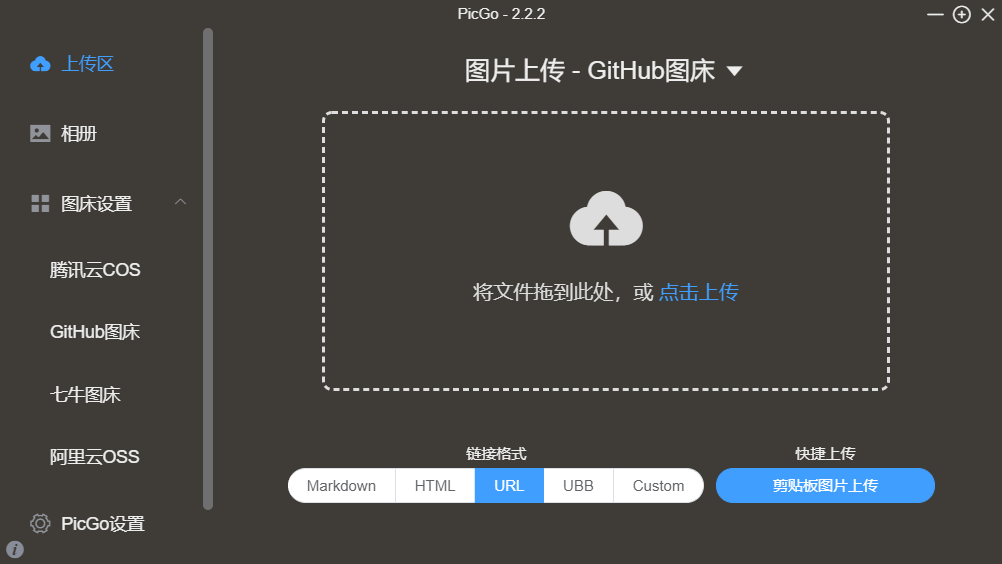 PicGo - 2.2.2
上传区
相册
图床设置
腾讯云COS
GitHub图床
七牛图床
阿里云OSS
PicGo设置
图片上传 - GitHub图床
将文件拖到此处，或 点击上传
链接格式
Markdown HTML URL UBB Custom
快捷上传
剪贴板图片上传